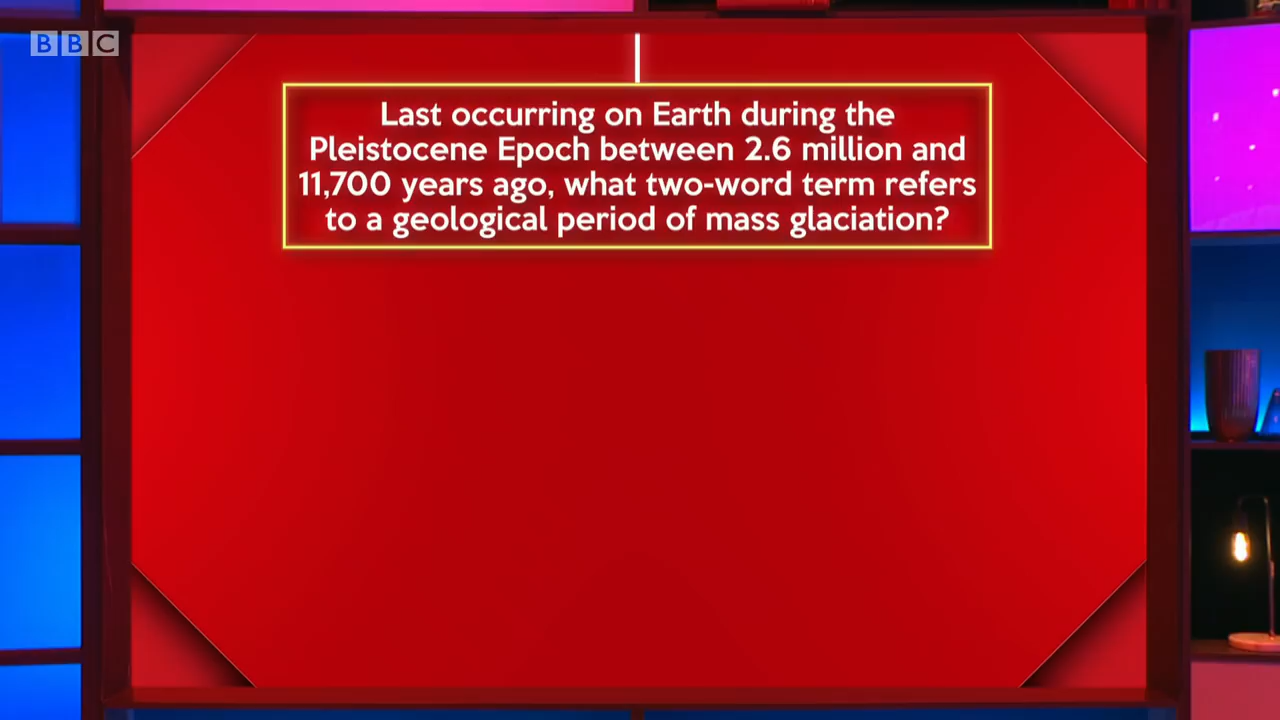 BBC
Last occurring on Earth during the
Pleistocene Epoch between 2.6 million and
11,700 years ago, what two-word term refers
to a geological period of mass glaciation?